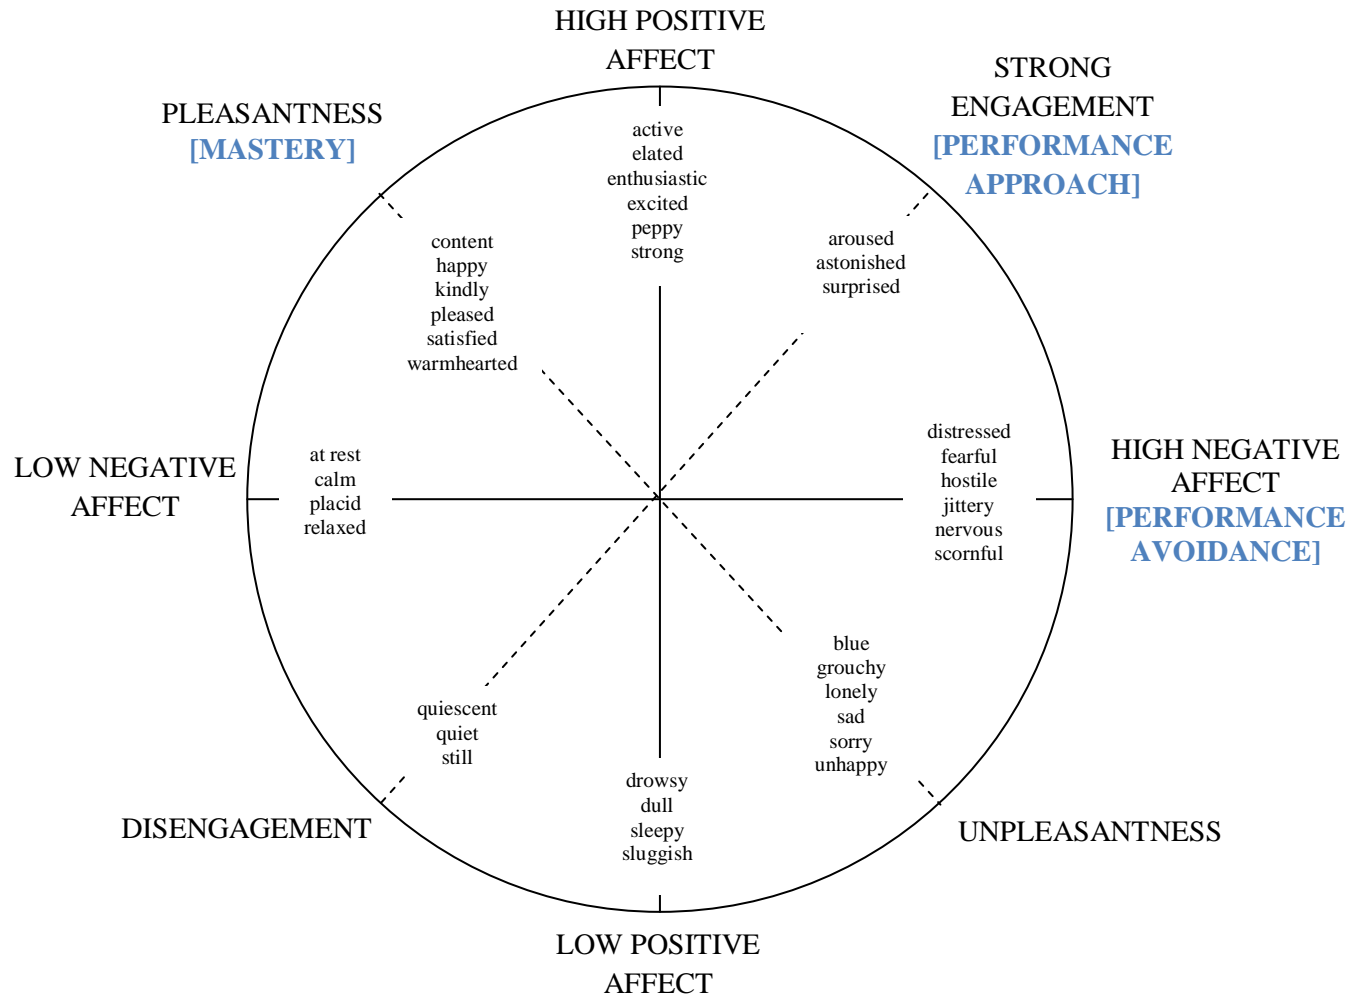 HIGH POSITIVE
AFFECT
STRONG
ENGAGEMENT
[PERFORMANCE
APPROACH]
PLEASANTNESS
[MASTERY]
active
elated
enthusiastic
excited
peppy
strong
content
happy
kindly
pleased
satisfied
warmhearted
aroused
astonished
surprised
LOW NEGATIVE
AFFECT
at rest
calm
placid
relaxed
distressed
fearful
hostile
jittery
nervous
scornful
HIGH NEGATIVE
AFFECT
[PERFORMANCE
AVOIDANCE]
blue
grouchy
lonely
sad
sorry
unhappy
quiescent
quiet
still
drowsy
dull
sleepy
sluggish
DISENGAGEMENT
UNPLEASANTNESS
LOW POSITIVE
AFFECT